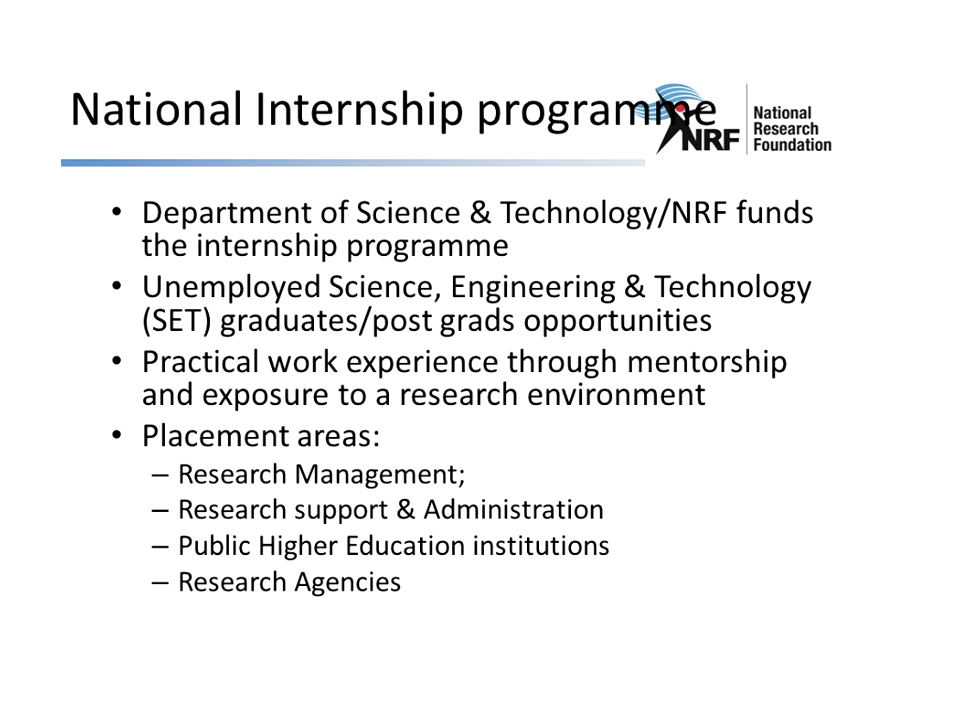 National Internship programme
NRF
National
Research
Foundation
• Department of Science & Technology/NRF funds
the internship programme
• Unemployed Science, Engineering & Technology
(SET) graduates/post grads opportunities
• Practical work experience through mentorship
and exposure to a research environment
• Placement areas:
– Research Management;
– Research support & Administration
– Public Higher Education institutions
– Research Agencies